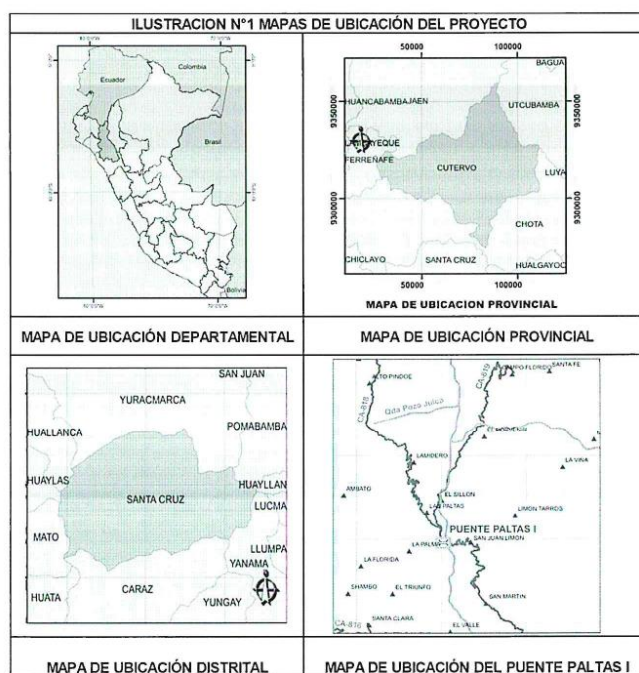 ILUSTRACION N°1 MAPAS DE UBICACIÓN DEL PROYECTO
Ecuador
Colombia
Brasil
Bolivia
50000 100000
BAGUA
HUANCABAMBA JAEN
UTCUBAMBA
9350000 9350000
FERREÑAFE
CUTERVO
LUYA
9300000 9300000
CHOTA
CHICLAYO SANTA CRUZ HUALGAYOC
50000 100000
MAPA DE UBICACION PROVINCIAL
MAPA DE UBICACIÓN DEPARTAMENTAL
MAPA DE UBICACIÓN PROVINCIAL
SAN JUAN
YURACMARCA
HUALLANCA
POMABAMBA
HUAYLAS
HUAYLLAN
SANTA CRUZ
LUCMA
MATO
LLUMPA
YANAMA
CARAZ
HUATA
YUNGAY
ALTO PINDOE
CA-619
SANTA FE
CA-818
LA VIÑA
AMBATO
EL SILLON
LAS PALTAS
LIMON TARROS
PUENTE PALTAS I
LA PALMA
SAN JUAN LIMON
LA FLORIDA
SHAMBO
EL TRIUNFO
SAN MARTIN
SANTA CLARA
EL VALLE
MAPA DE UBICACIÓN DISTRITAL
MAPA DE UBICACIÓN DEL PUENTE PALTAS I